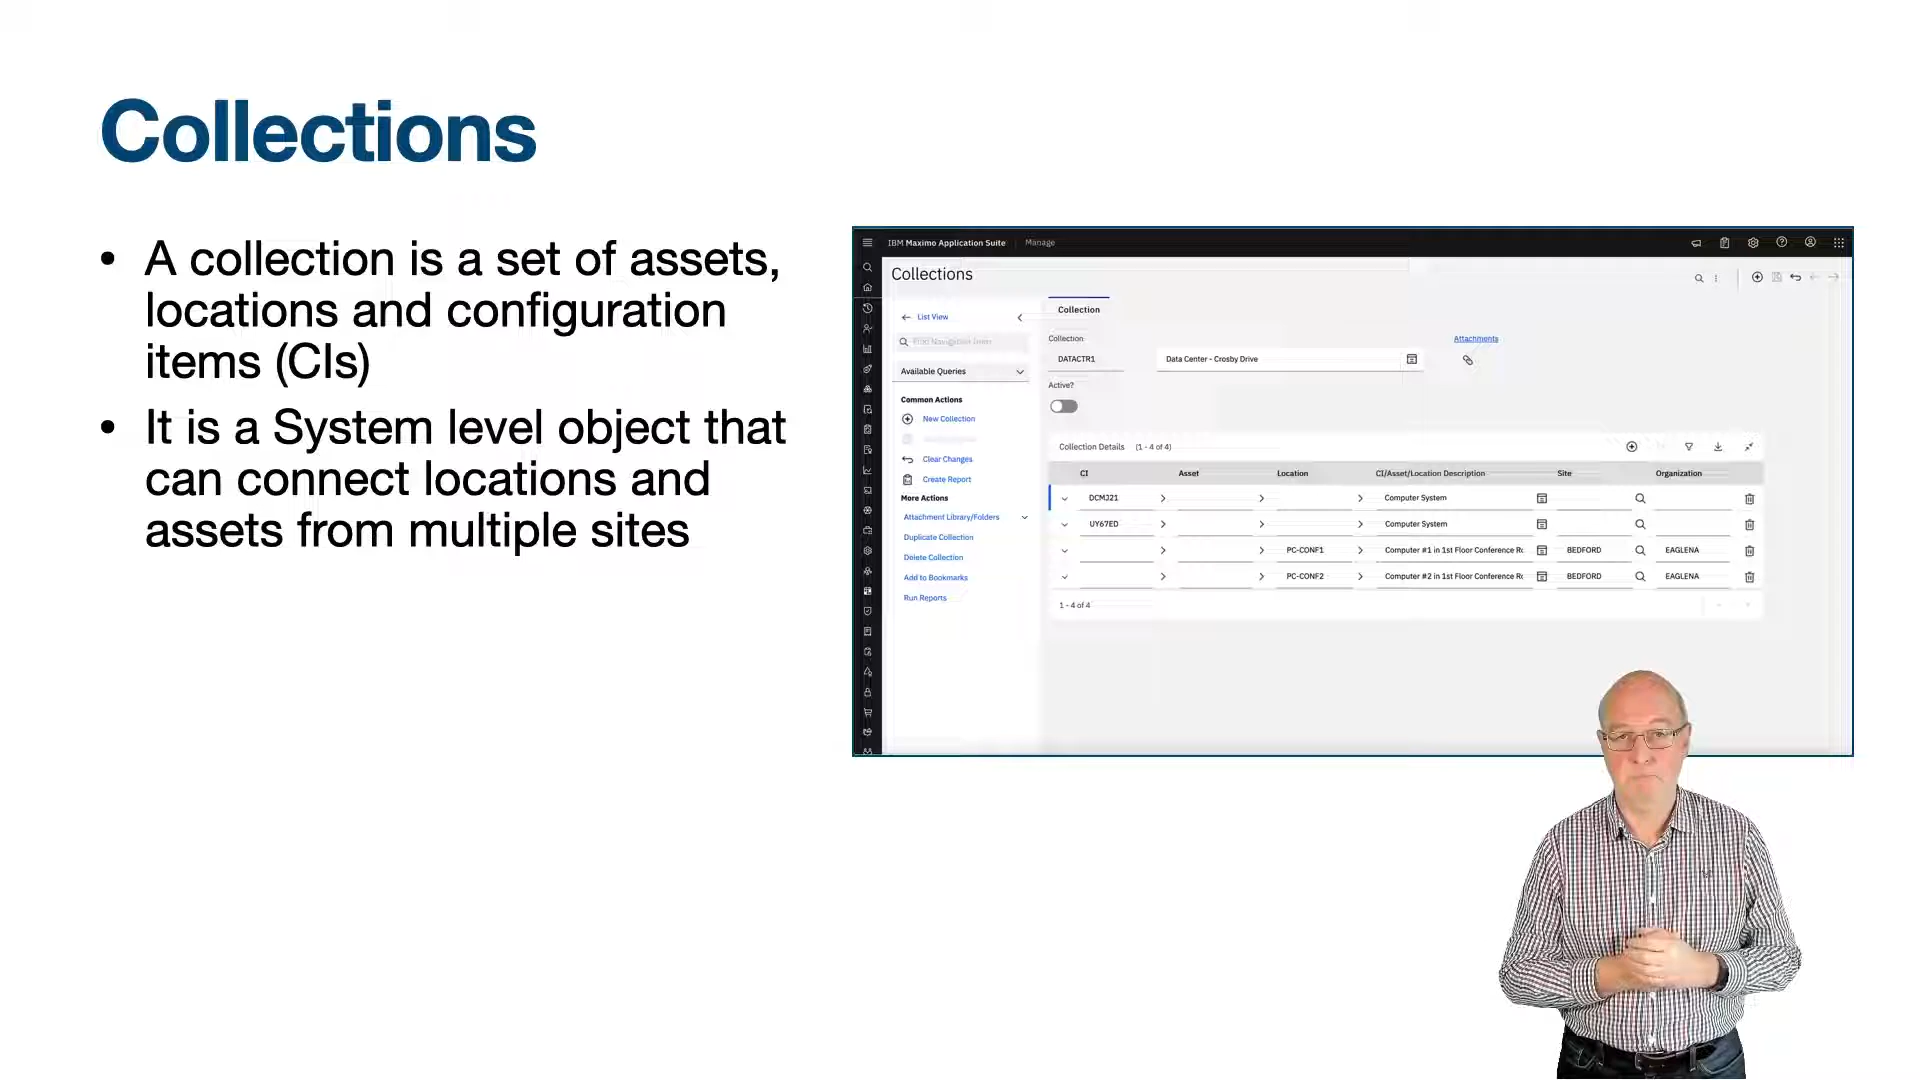 Collections
• A collection is a set of assets,
locations and configuration
items (CIs)
• It is a System level object that
can connect locations and
assets from multiple sites
IBM Maximo Application Suite | Manage
Collections
List View
Find Navigation Item
Available Queries
Common Actions
New Collection
Clear Changes
Create Report
More Actions
Attachment Library/Folders
Duplicate Collection
Delete Collection
Add to Bookmarks
Run Reports
Collection
Collection:
DATACTR1 Data Center - Crosby Drive
Attachments
Active?
Collection Details (1 - 4 of 4)
CI Asset Location CI/Asset/Location Description Site Organization
DCMJ21 Computer System
UY67ED Computer System
PC-CONF1 Computer #1 in 1st Floor Conference Rc BEDFORD EAGLENA
PC-CONF2 Computer #2 in 1st Floor Conference Rc BEDFORD EAGLENA
1 - 4 of 4